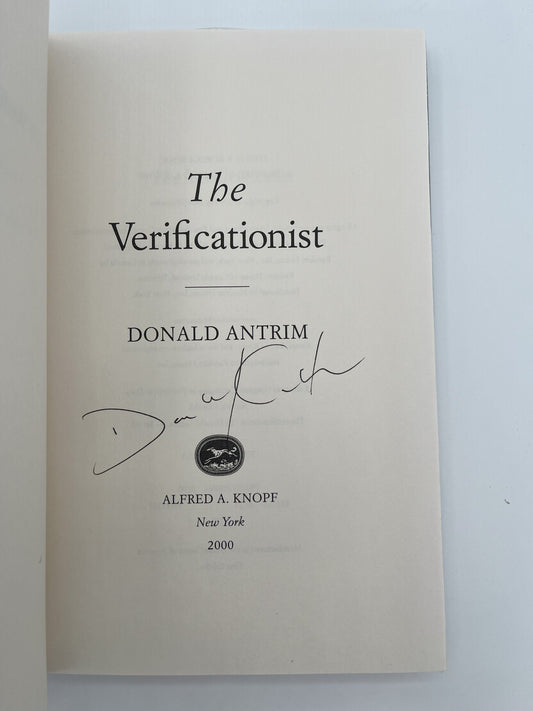 The
Verificationist
DONALD ANTRIM
ALFRED A. KNOPF
New York
2000